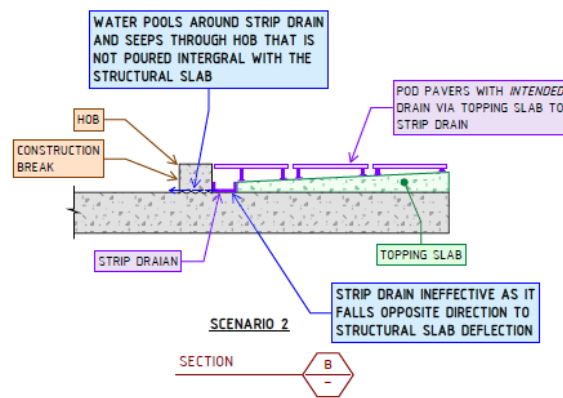 WATER POOLS AROUND STRIP DRAIN
AND SEEPS THROUGH HOB THAT IS
NOT POURED INTERGRAL WITH THE
STRUCTURAL SLAB
POD PAVERS WITH INTENDED
DRAIN VIA TOPPING SLAB TO
STRIP DRAIN
HOB
CONSTRUCTION
BREAK
STRIP DRAIAN
TOPPING SLAB
STRIP DRAIN INEFFECTIVE AS IT
FALLS OPPOSITE DIRECTION TO
STRUCTURAL SLAB DEFLECTION
SCENARIO 2
SECTION
B
-